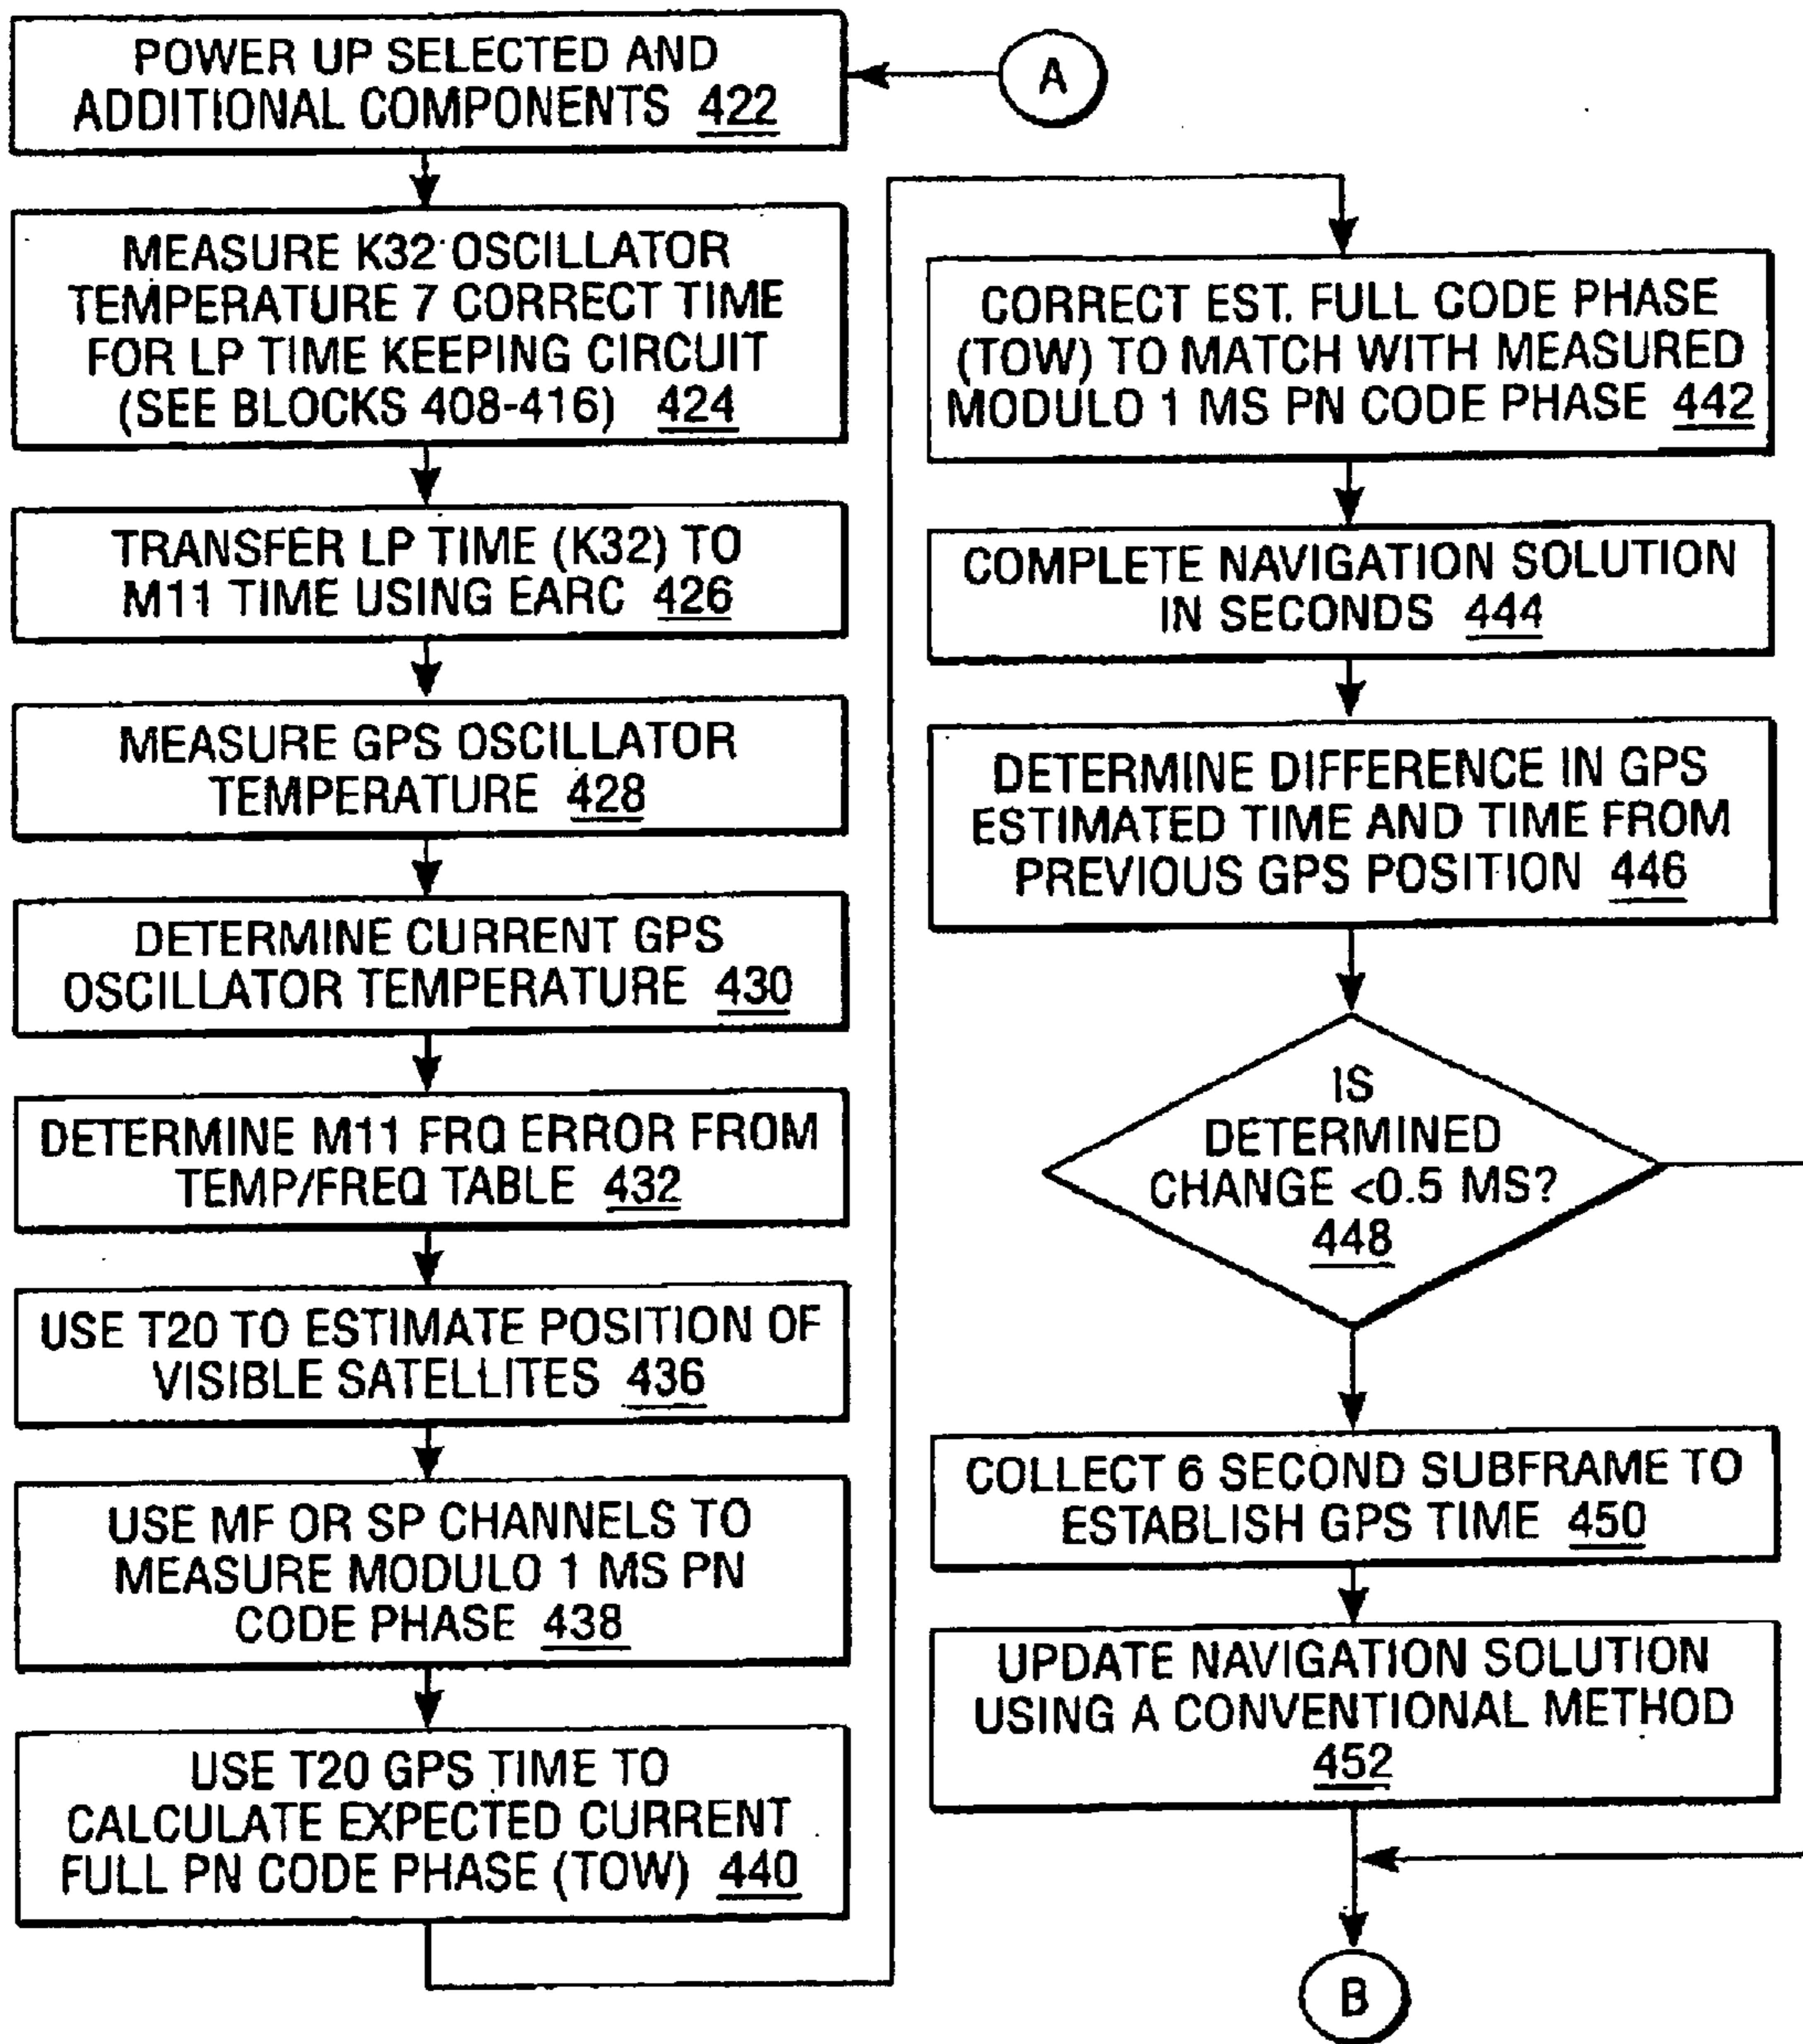 POWER UP SELECTED AND
ADDITIONAL COMPONENTS 422
A
MEASURE K32 OSCILLATOR
TEMPERATURE 7 CORRECT TIME
FOR LP TIME KEEPING CIRCUIT
(SEE BLOCKS 408-416) 424
TRANSFER LP TIME (K32) TO
M11 TIME USING EARC 426
MEASURE GPS OSCILLATOR
TEMPERATURE 428
DETERMINE CURRENT GPS
OSCILLATOR TEMPERATURE 430
DETERMINE M11 FRQ ERROR FROM
TEMP/FREQ TABLE 432
USE T20 TO ESTIMATE POSITION OF
VISIBLE SATELLITES 436
USE MF OR SP CHANNELS TO
MEASURE MODULO 1 MS PN
CODE PHASE 438
USE T20 GPS TIME TO
CALCULATE EXPECTED CURRENT
FULL PN CODE PHASE (TOW) 440
CORRECT EST. FULL CODE PHASE
(TOW) TO MATCH WITH MEASURED
MODULO 1 MS PN CODE PHASE 442
COMPLETE NAVIGATION SOLUTION
IN SECONDS 444
DETERMINE DIFFERENCE IN GPS
ESTIMATED TIME AND TIME FROM
PREVIOUS GPS POSITION 446
IS
DETERMINED
CHANGE <0.5 MS?
448
COLLECT 6 SECOND SUBFRAME TO
ESTABLISH GPS TIME 450
UPDATE NAVIGATION SOLUTION
USING A CONVENTIONAL METHOD
452
B